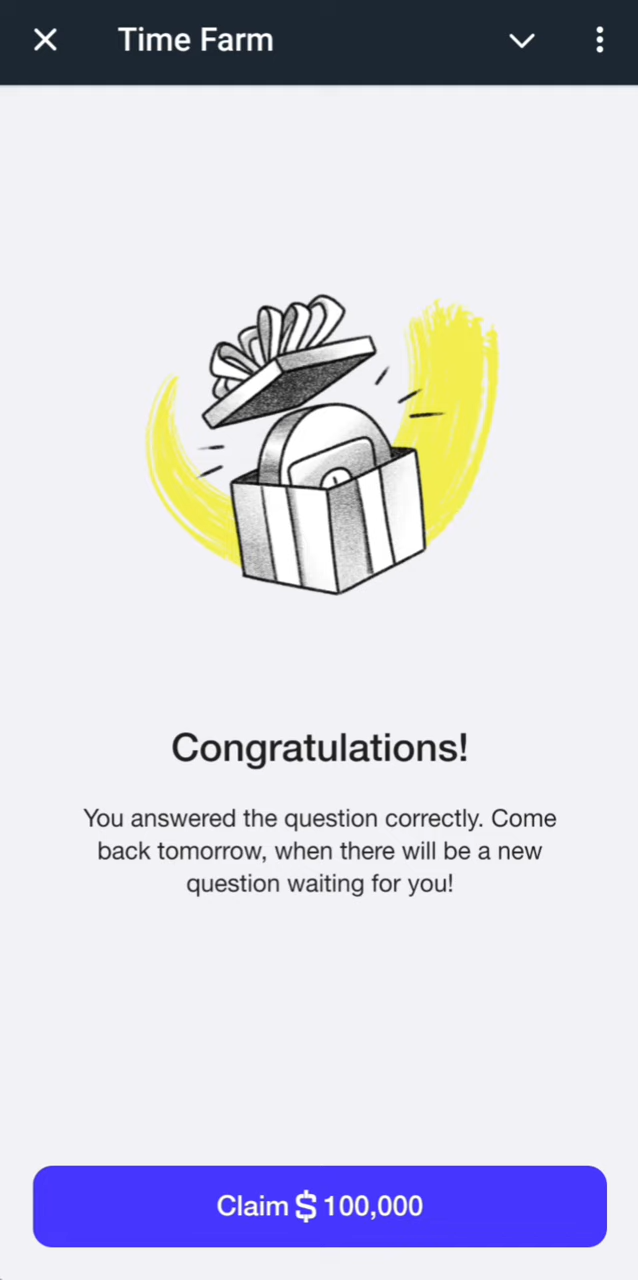 Time Farm
Congratulations!
You answered the question correctly. Come
back tomorrow, when there will be a new
question waiting for you!
Claim $ 100,000